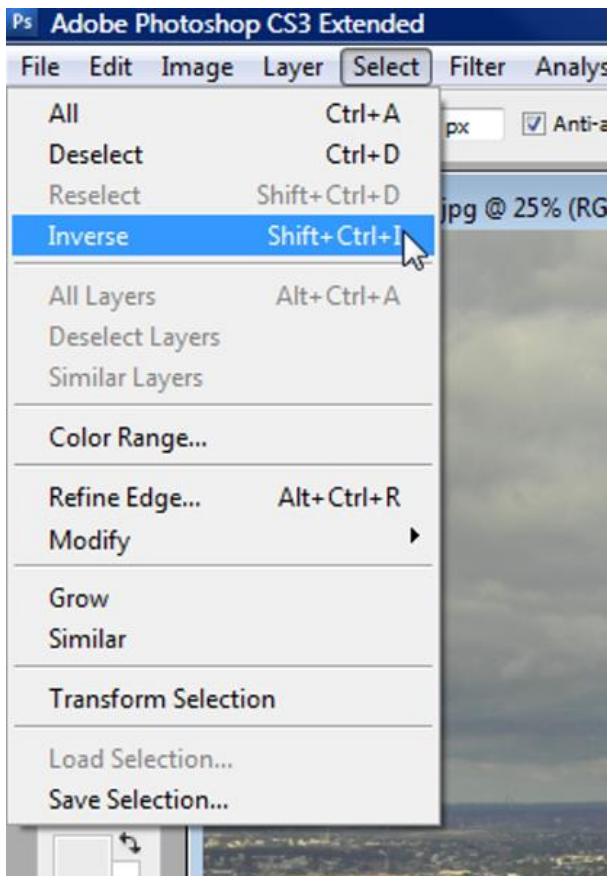 Ps Adobe Photoshop CS3 Extended
File Edit Image Layer Select Filter Analys
px Anti-a
jpg @ 25% (RG
All Ctrl+A
Deselect Ctrl+D
Reselect Shift+Ctrl+D
Inverse Shift+Ctrl+I
All Layers Alt+Ctrl+A
Deselect Layers
Similar Layers
Color Range...
Refine Edge... Alt+Ctrl+R
Modify
Grow
Similar
Transform Selection
Load Selection...
Save Selection...